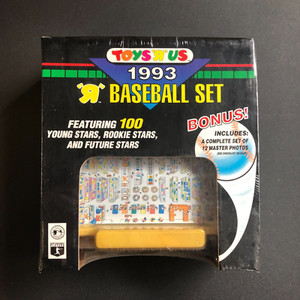 TOYS "R" US
1993
"R" BASEBALL SET
FEATURING 100
YOUNG STARS, ROOKIE STARS,
AND FUTURE STARS
BONUS!
INCLUDES:
A COMPLETE SET OF
12 MASTER PHOTOS